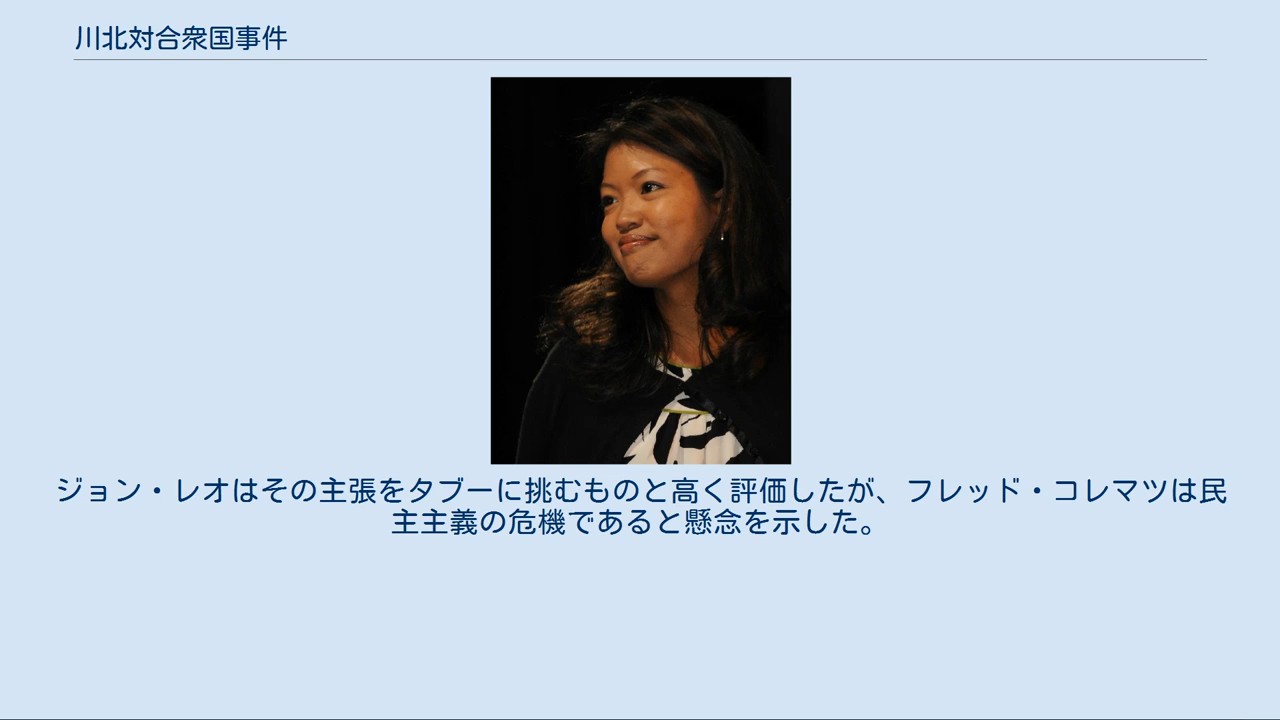 川北対合衆国事件
ジョン・レオはその主張をタブーに挑むものと高く評価したが、フレッド・コレマツは民
主主義の危機であると懸念を示した。